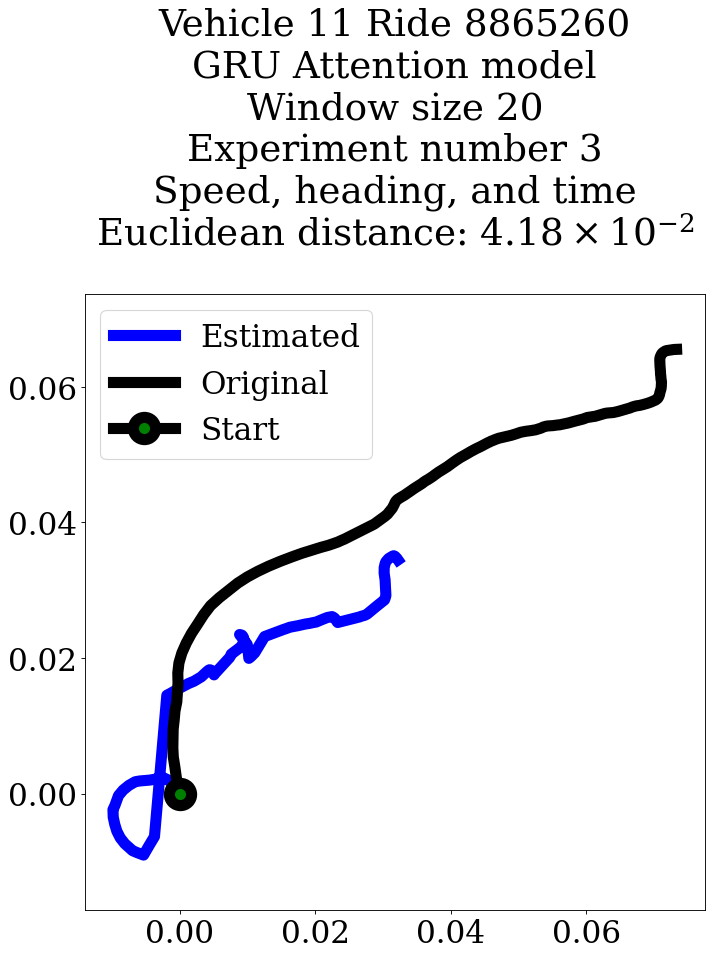 Vehicle 11 Ride 8865260
GRU Attention model
Window size 20
Experiment number 3
Speed, heading, and time
Euclidean distance: 4.18 × 10⁻²
Estimated
Original
Start
0.06
0.04
0.02
0.00
0.00 0.02 0.04 0.06